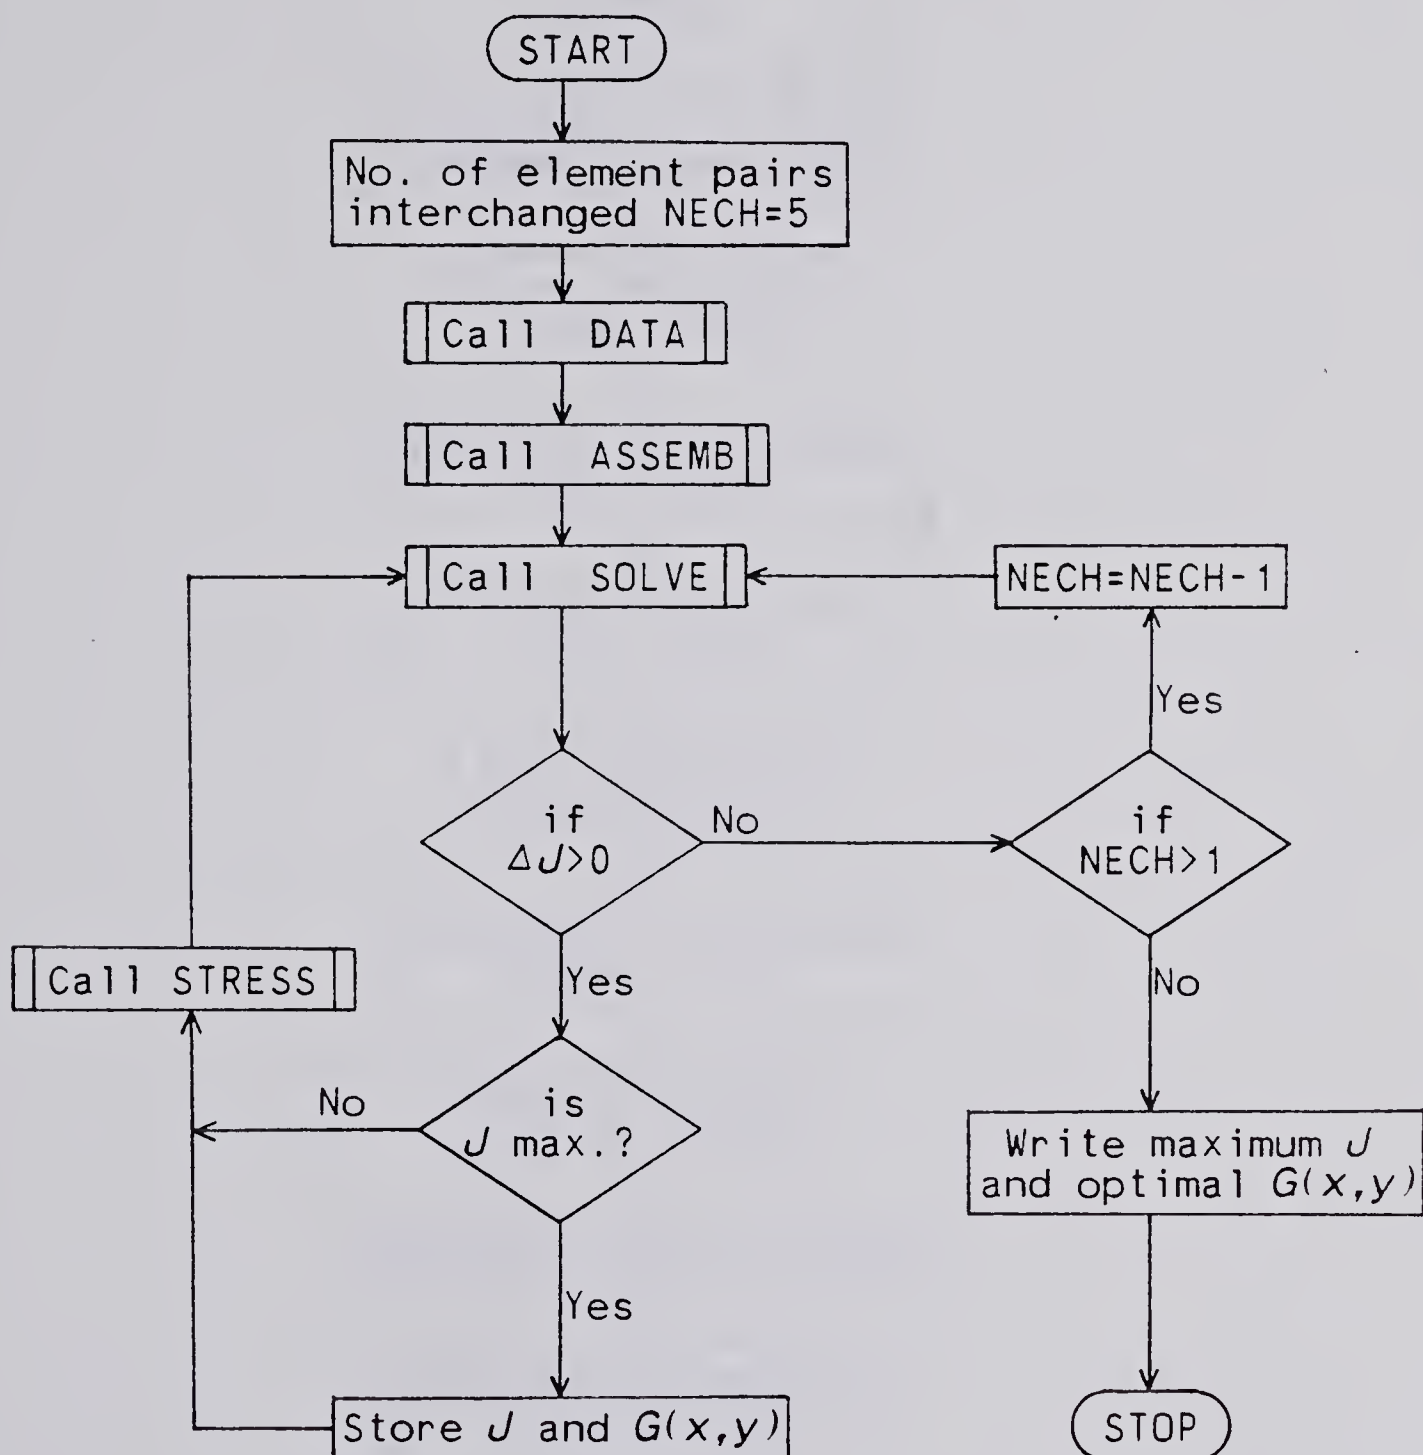 START
No. of element pairs
interchanged NECH=5
Call DATA
Call ASSEMB
Call SOLVE
NECH=NECH-1
Yes
if
ΔJ>0
No
if
NECH>1
Call STRESS
Yes
No
No
is
J max.?
Write maximum J
and optimal G(x,y)
Yes
Store J and G(x,y)
STOP